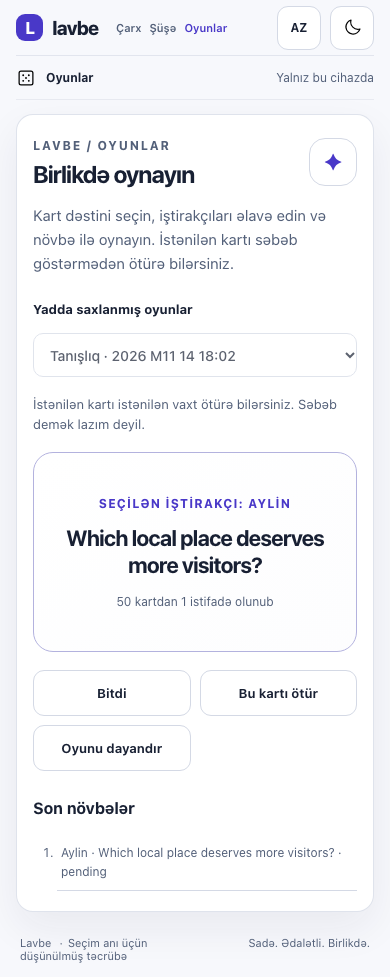 L lavbe Çarx Şüşə Oyunlar AZ
Oyunlar Yalnız bu cihazda
LAVBE / OYUNLAR
Birlikdə oynayın
Kart dəstini seçin, iştirakçıları əlavə edin və
növbə ilə oynayın. İstənilən kartı səbəb
göstərmədən ötürə bilərsiniz.
Yadda saxlanmış oyunlar
Tanışlıq · 2026 M11 14 18:02
İstənilən kartı istənilən vaxt ötürə bilərsiniz. Səbəb
demək lazım deyil.
SEÇİLƏN İŞTİRAKÇI: AYLİN
Which local place deserves
more visitors?
50 kartdan 1 istifadə olunub
Bitdi Bu kartı ötür
Oyunu dayandır
Son növbələr
1. Aylin · Which local place deserves more visitors? ·
pending
Lavbe · Seçim anı üçün
düşünülmüş təcrübə
Sadə. Ədalətli. Birlikdə.